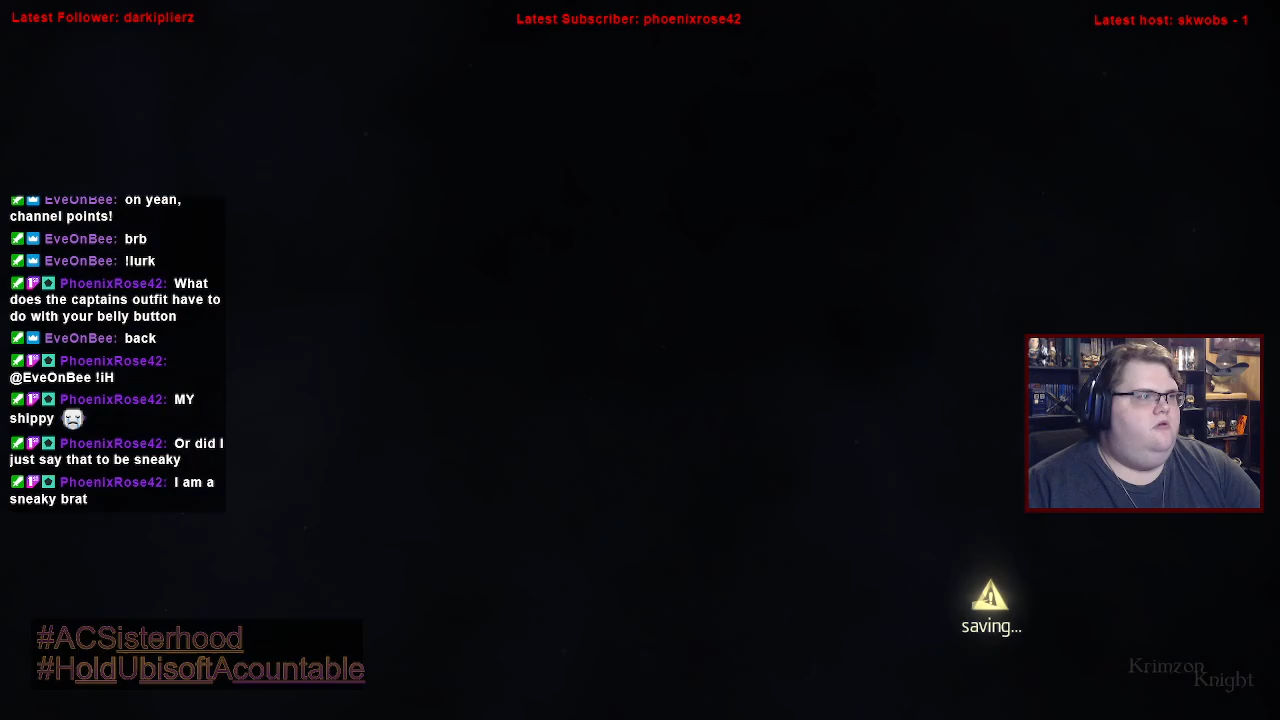 Latest Follower: darkiplierz
Latest Subscriber: phoenixrose42
Latest host: skwobs - 1
EveOnBee: on yeah,
channel points!
EveOnBee: brb
EveOnBee: !lurk
PhoenixRose42: What
does the captains outfit have to
do with your belly button
EveOnBee: back
PhoenixRose42:
@EveOnBee !iH
PhoenixRose42: MY
shippy
PhoenixRose42: Or did I
just say that to be sneaky
PhoenixRose42: I am a
sneaky brat
saving...
#ACSisterhood
#HoldUbisoftAcountable
Krimzon
Knight